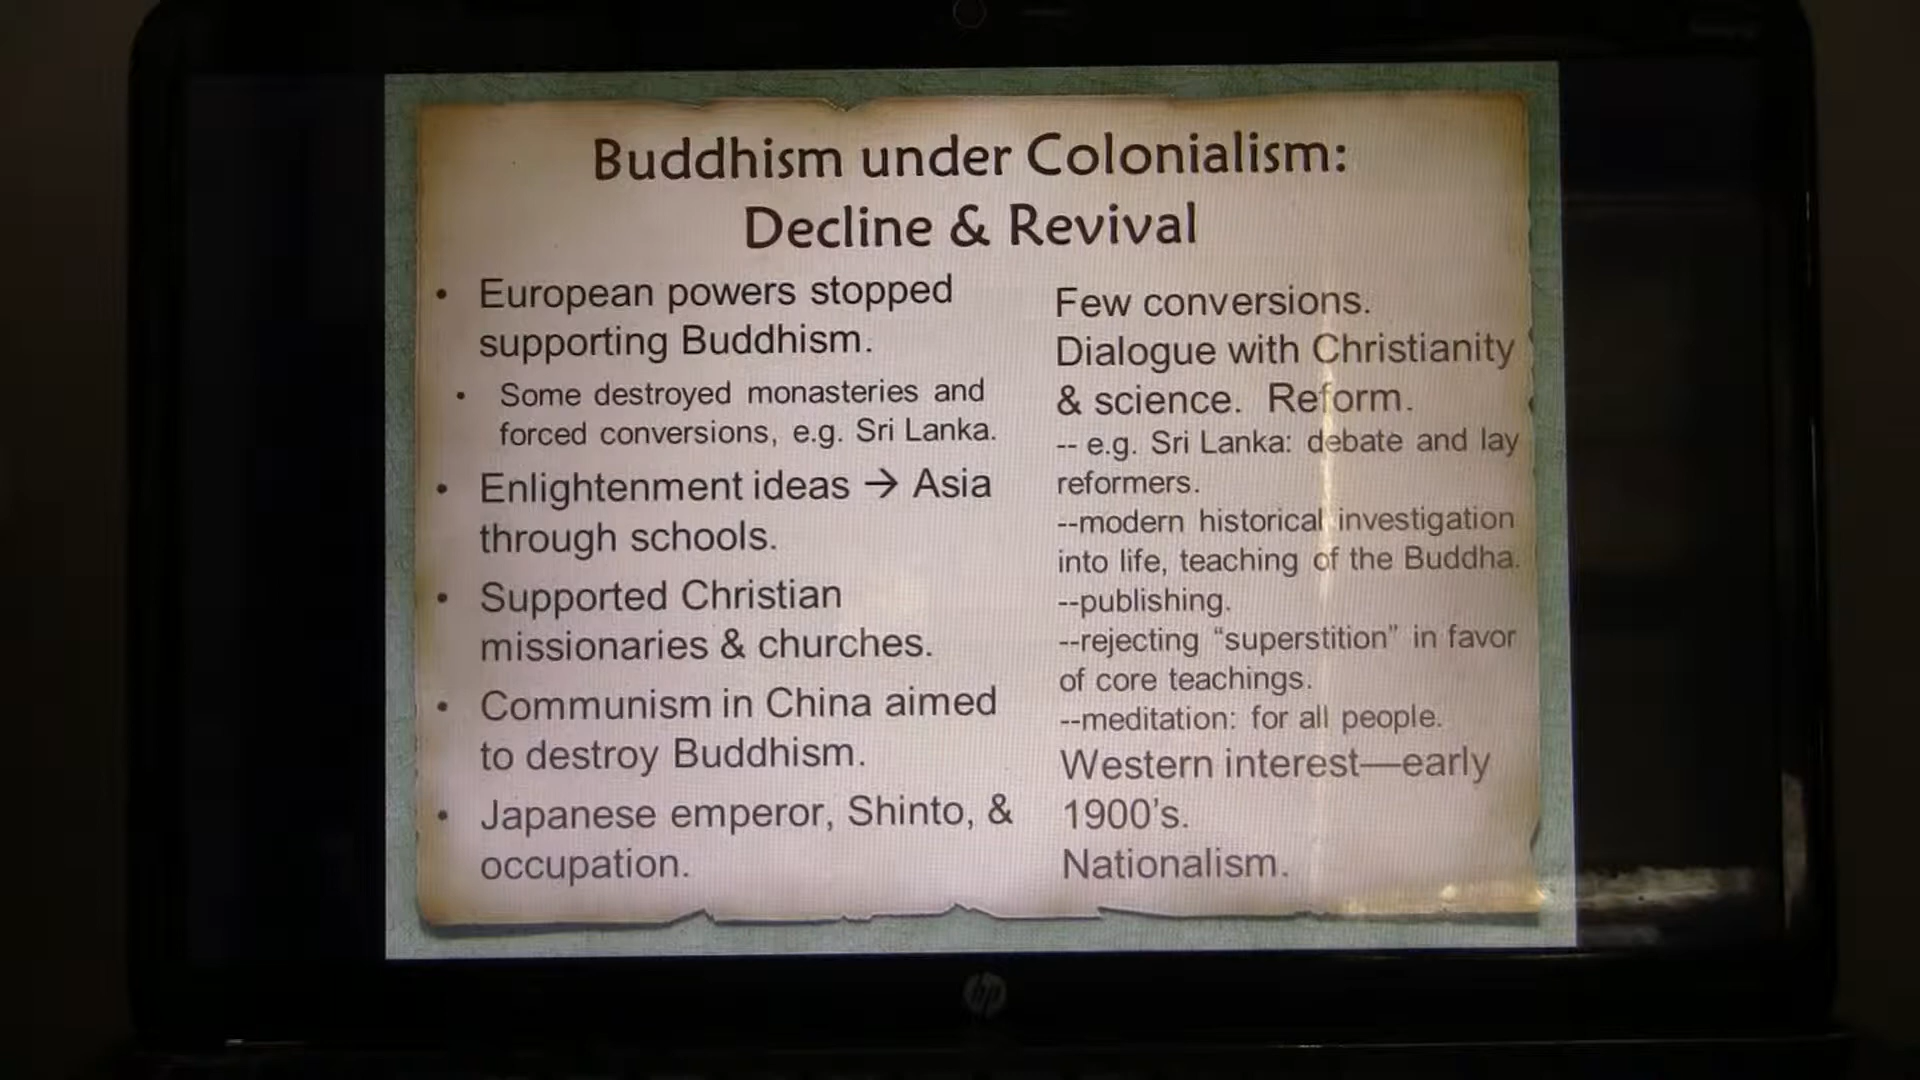 Buddhism under Colonialism:
Decline & Revival
• European powers stopped
supporting Buddhism.
• Some destroyed monasteries and
forced conversions, e.g. Sri Lanka.
• Enlightenment ideas → Asia
through schools.
• Supported Christian
missionaries & churches.
• Communism in China aimed
to destroy Buddhism.
• Japanese emperor, Shinto, &
occupation.
Few conversions.
Dialogue with Christianity
& science. Reform.
-- e.g. Sri Lanka: debate and lay
reformers.
--modern historical investigation
into life, teaching of the Buddha.
--publishing.
--rejecting “superstition” in favor
of core teachings.
--meditation: for all people.
Western interest—early
1900’s.
Nationalism.
hp